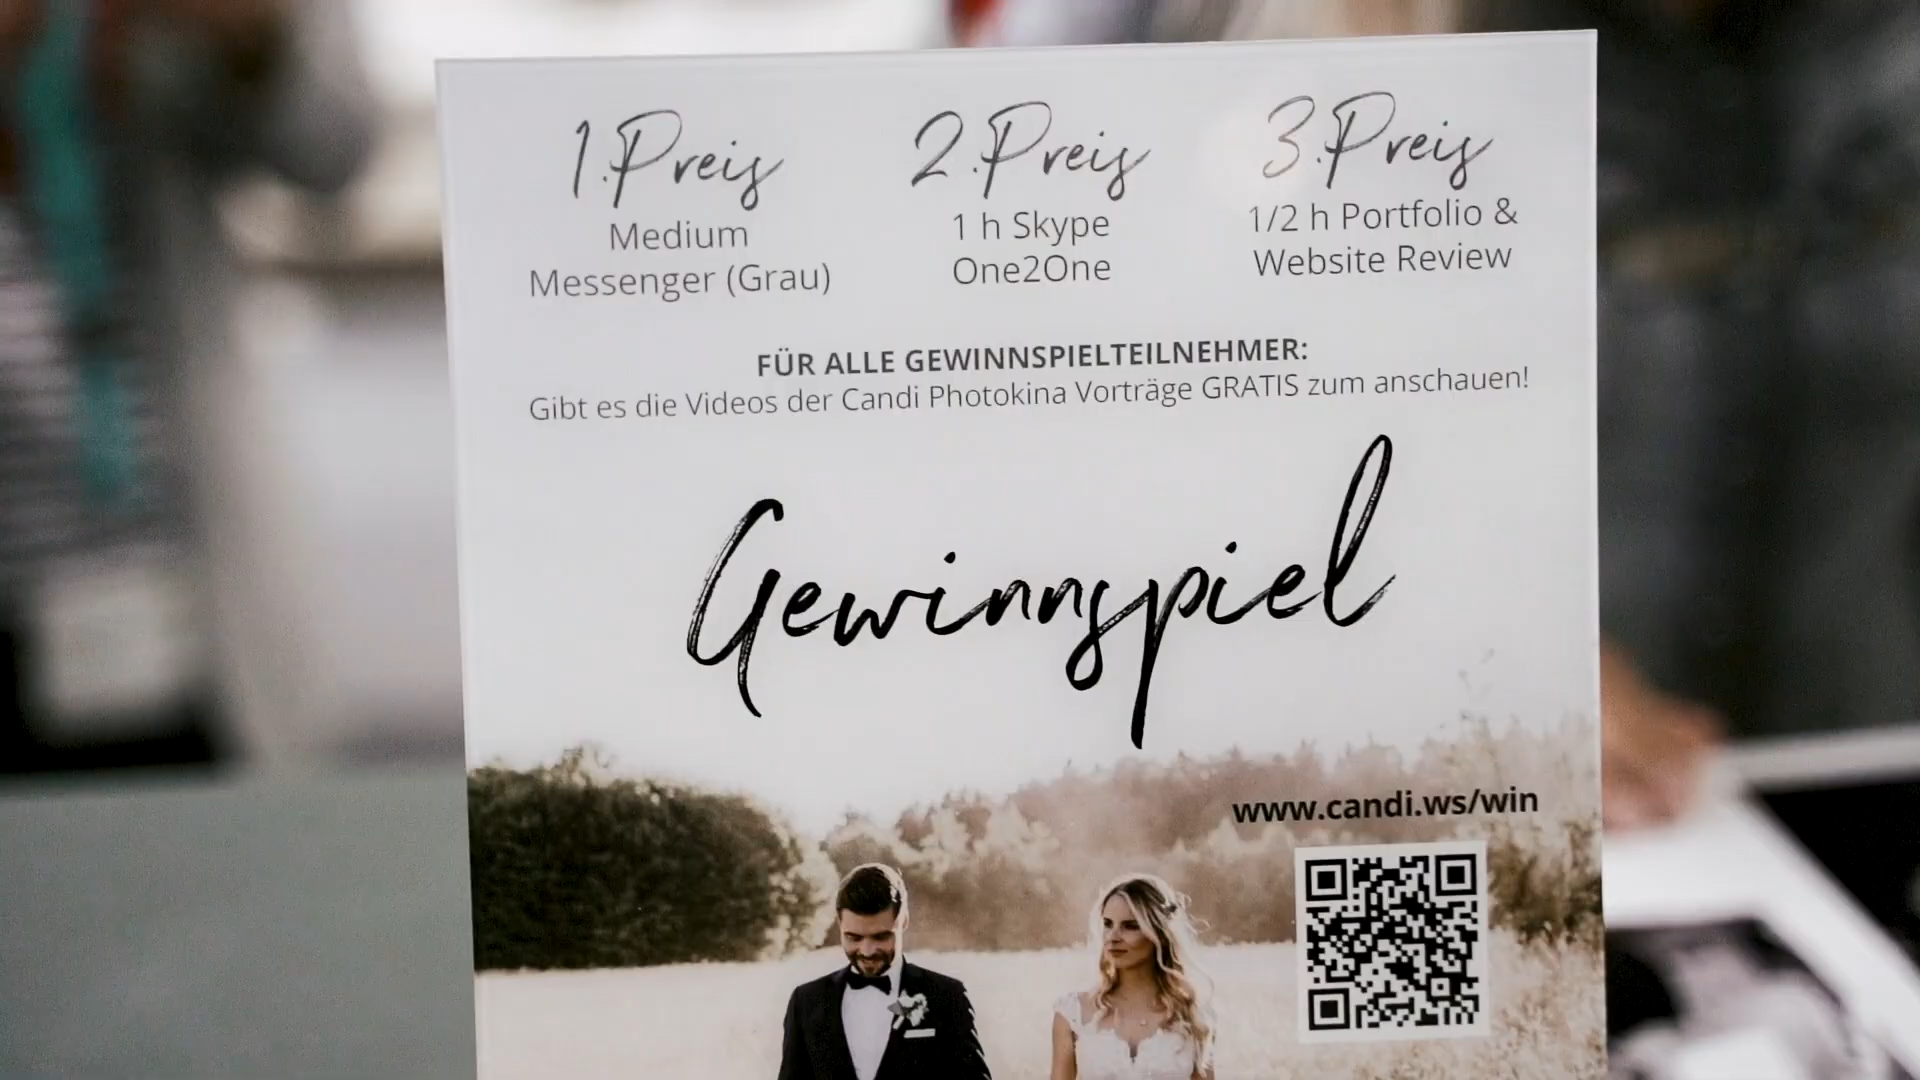 1. Preis
Medium
Messenger (Grau)
2. Preis
1 h Skype
One2One
3. Preis
1/2 h Portfolio &
Website Review
FÜR ALLE GEWINNSPIELTEILNEHMER:
Gibt es die Videos der Candi Photokina Vorträge GRATIS zum anschauen!
Gewinnspiel
www.candi.ws/win